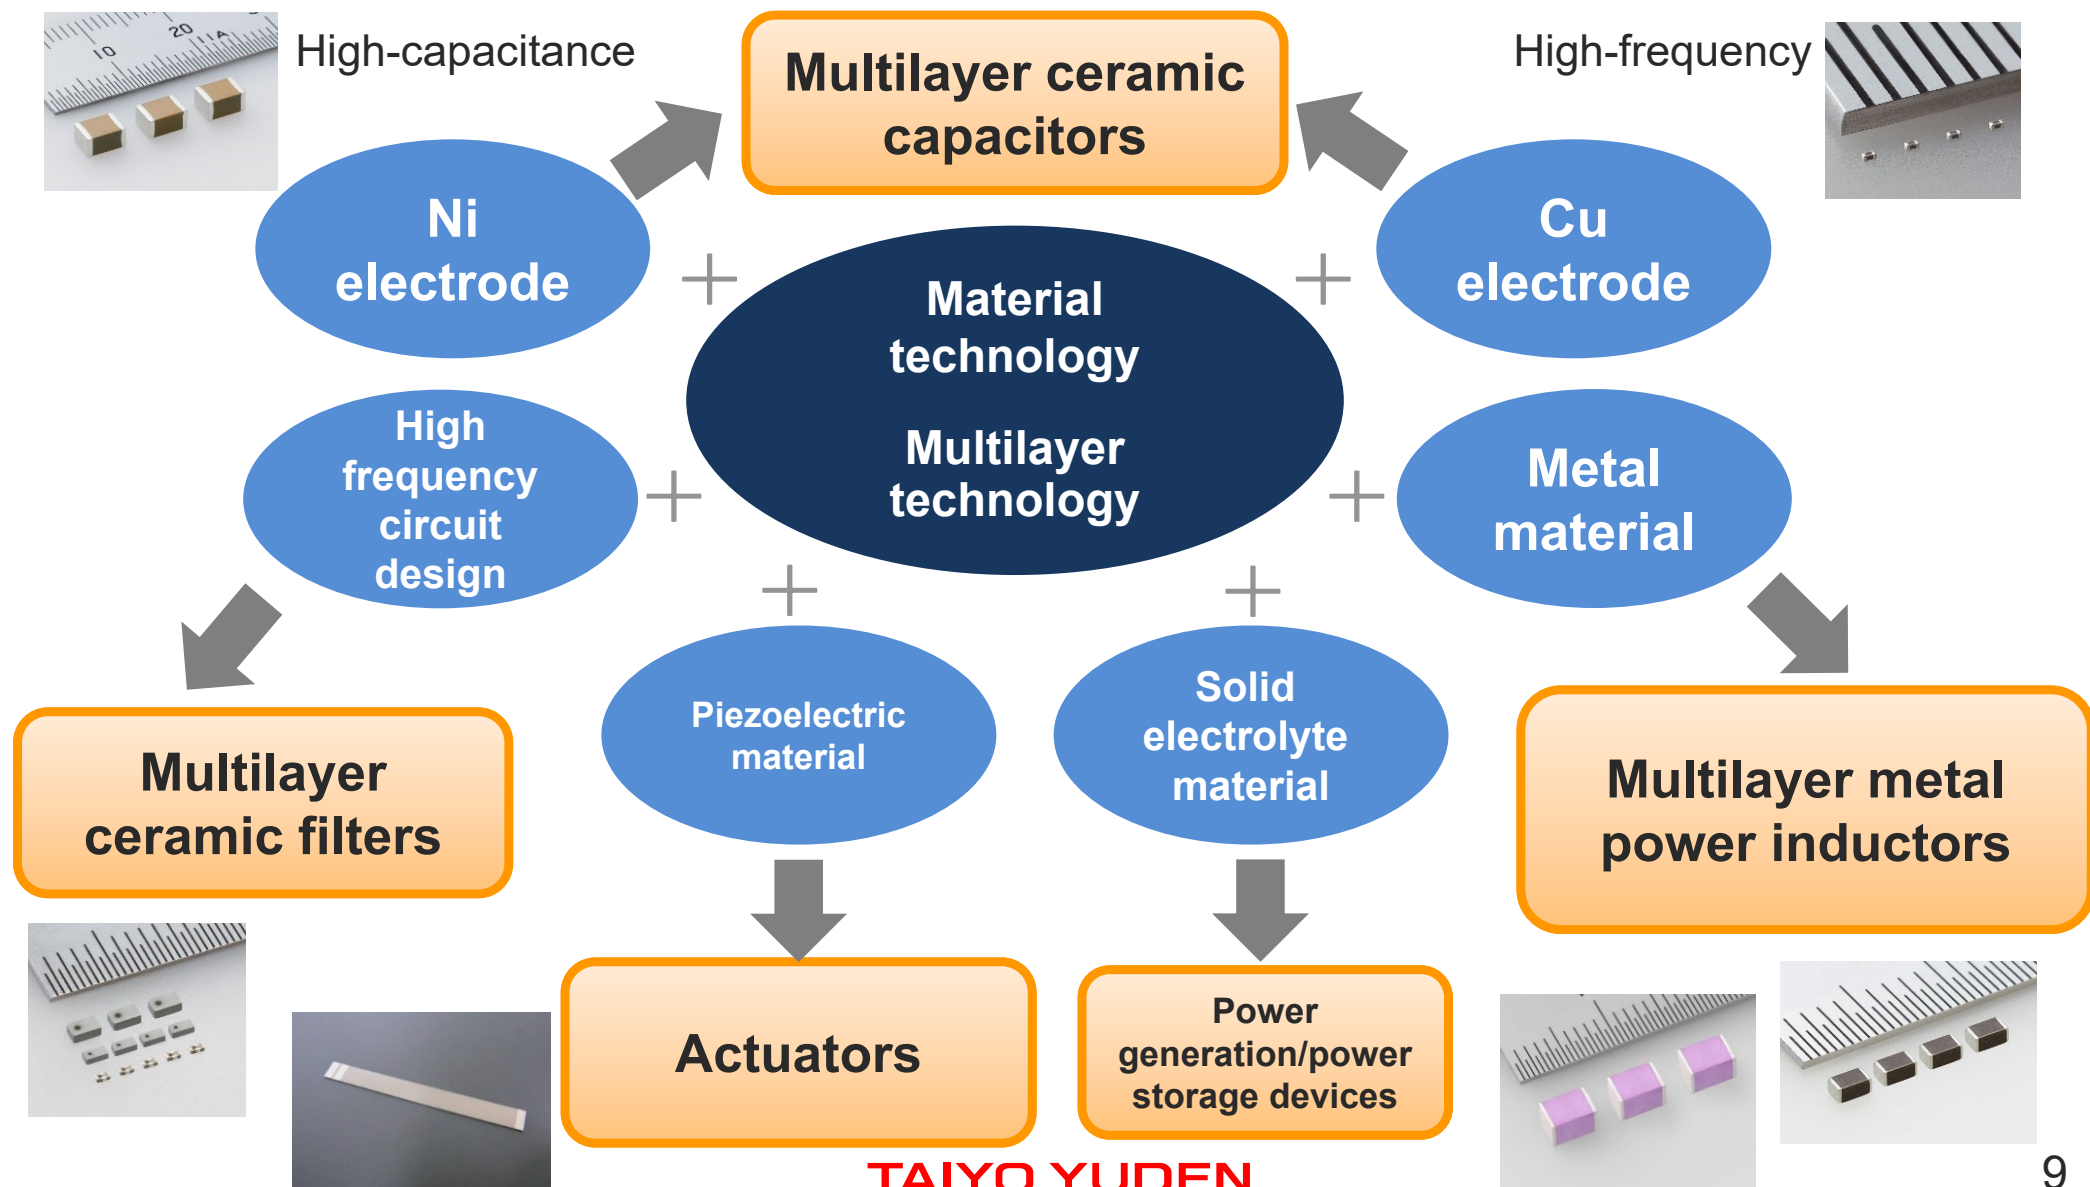 High-capacitance
Multilayer ceramic
capacitors
High-frequency
10
20
Ni
electrode
Cu
electrode
Material
technology
Multilayer
technology
High
frequency
circuit
design
Metal
material
Piezoelectric
material
Solid
electrolyte
material
Multilayer
ceramic filters
Multilayer metal
power inductors
Actuators
Power
generation/power
storage devices
TAIYO YUDEN
9